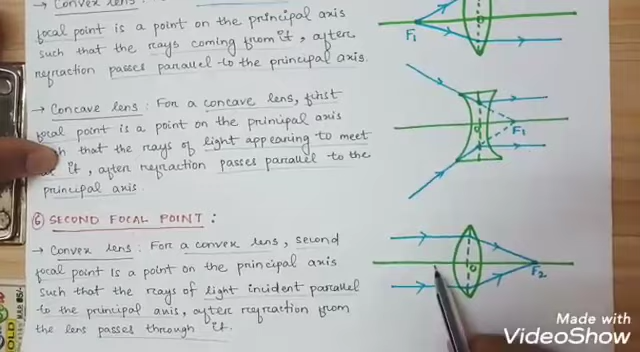 → Convex lens :
focal point is a point on the principal axis
such that the rays coming from it, after
refraction passes parallel to the principal axis.
→ Concave lens : For a concave lens, first
focal point is a point on the principal axis
that the rays of light appearing to meet
it, after refraction passes parallel to the
principal axis.
⑥ SECOND FOCAL POINT :
→ Convex lens : For a convex lens, second
focal point is a point on the principal axis
such that the rays of light incident parallel
to the principal axis, after refraction from
the lens passes through it.
F1
O
O
F1
O
F2
GOLD
Made with
VideoShow